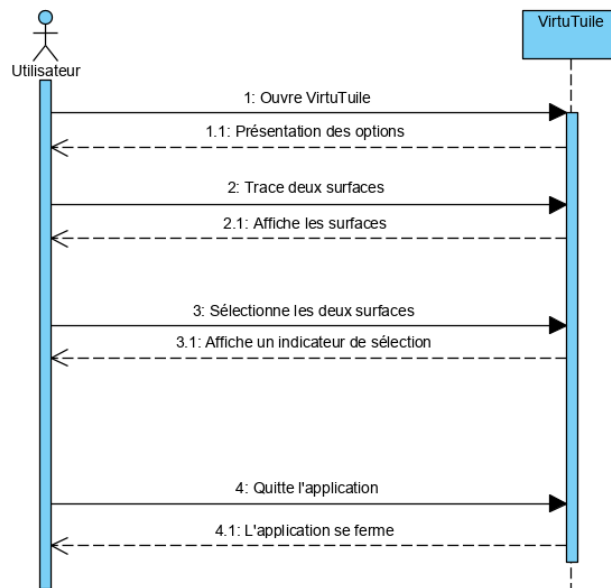 VirtuTuile
Utilisateur
1: Ouvre VirtuTuile
1.1: Présentation des options
2: Trace deux surfaces
2.1: Affiche les surfaces
3: Sélectionne les deux surfaces
3.1: Affiche un indicateur de sélection
4: Quitte l'application
4.1: L'application se ferme